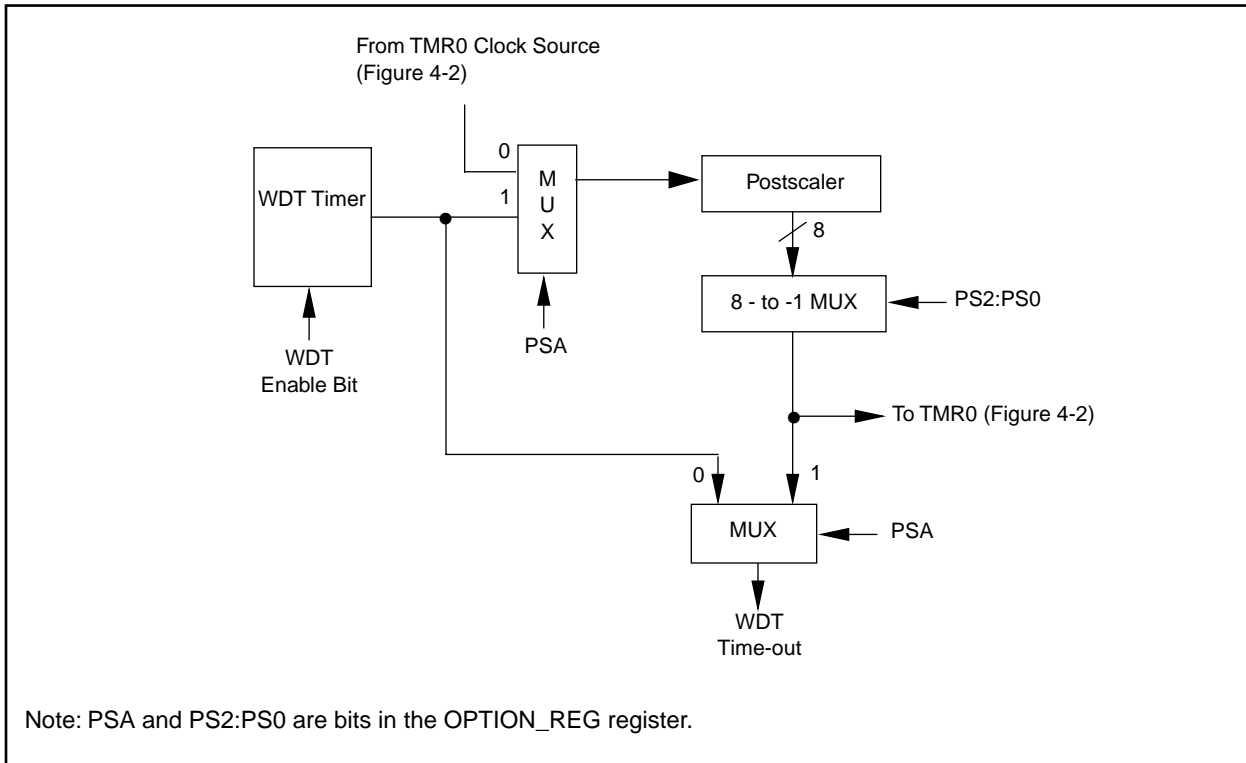 From TMR0 Clock Source
(Figure 4-2)
0
M
U
X
1
WDT Timer
Postscaler
8
8 - to -1 MUX
PS2:PS0
PSA
WDT
Enable Bit
To TMR0 (Figure 4-2)
0
1
MUX
PSA
WDT
Time-out
Note: PSA and PS2:PS0 are bits in the OPTION_REG register.